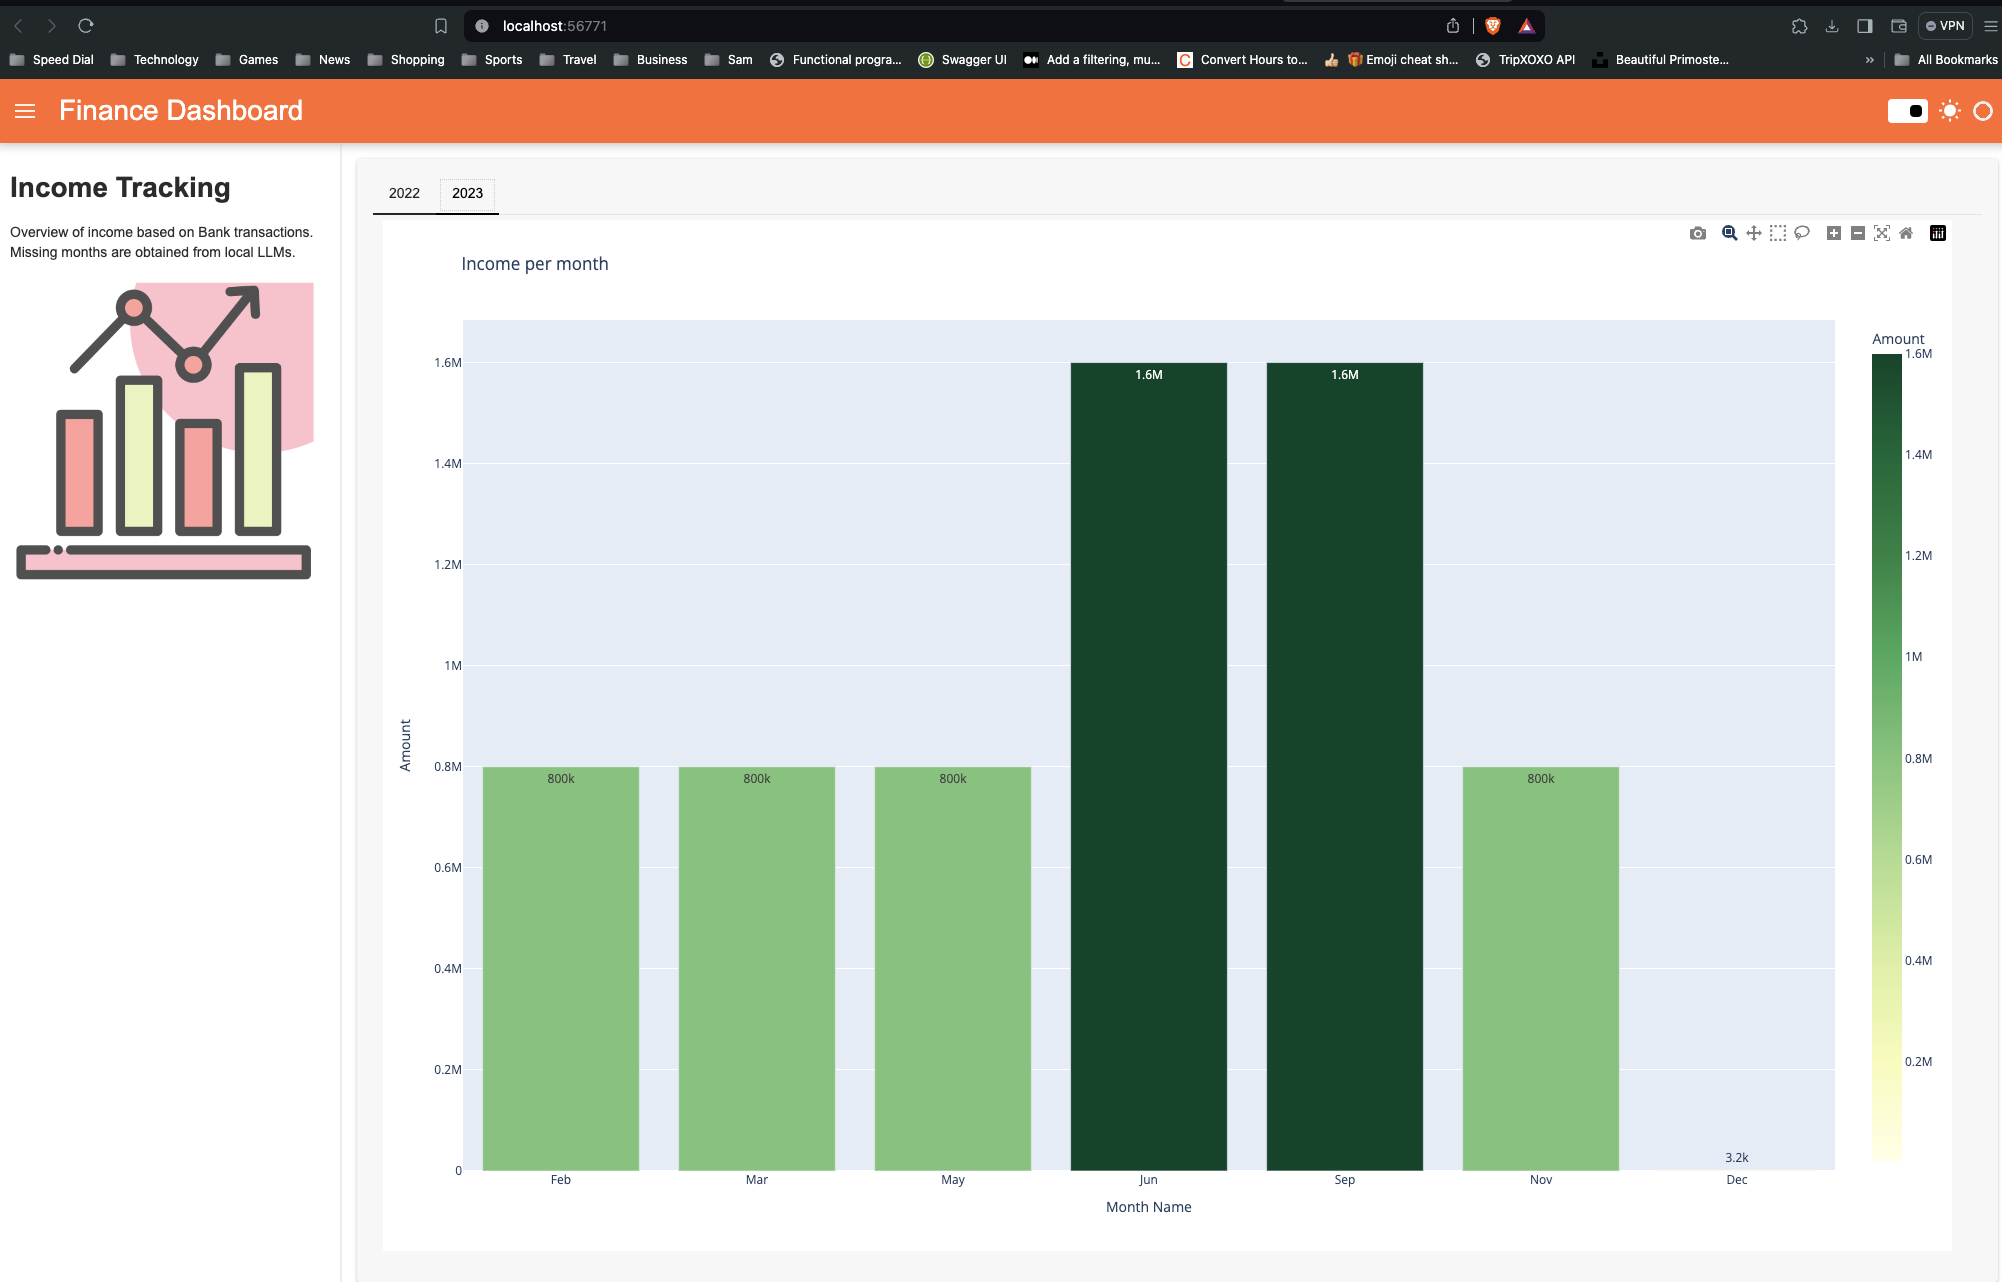 localhost:56771
VPN
Speed Dial
Technology
Games
News
Shopping
Sports
Travel
Business
Sam
Functional progra...
Swagger UI
Add a filtering, mu...
Convert Hours to...
Emoji cheat sh...
TripXOXO API
Beautiful Primoste...
»
All Bookmarks
Finance Dashboard
Income Tracking
Overview of income based on Bank transactions.
Missing months are obtained from local LLMs.
2022
2023
Income per month
Amount
1.6M
1.4M
1.2M
1M
0.8M
0.6M
0.4M
0.2M
0
800k
800k
800k
1.6M
1.6M
800k
3.2k
Feb
Mar
May
Jun
Sep
Nov
Dec
Month Name
Amount
1.6M
1.4M
1.2M
1M
0.8M
0.6M
0.4M
0.2M